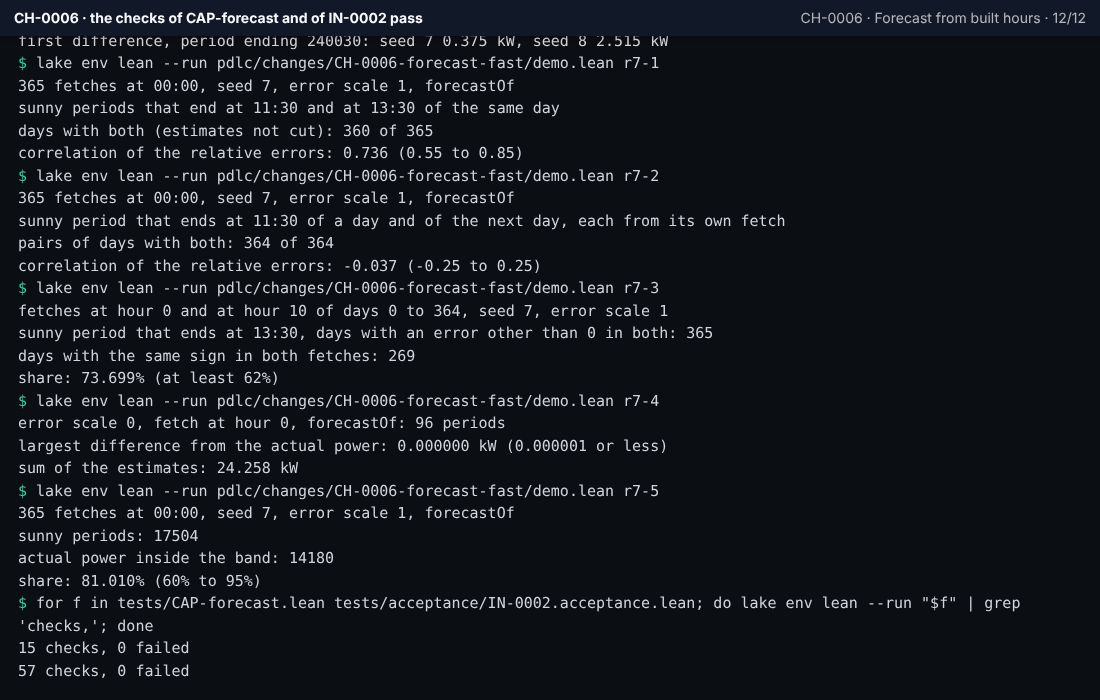 CH-0006 · the checks of CAP-forecast and of IN-0002 pass
CH-0006 · Forecast from built hours · 12/12
first difference, period ending 240030: seed 7 0.375 kW, seed 8 2.515 kW
$ lake env lean --run pdlc/changes/CH-0006-forecast-fast/demo.lean r7-1
365 fetches at 00:00, seed 7, error scale 1, forecastOf
sunny periods that end at 11:30 and at 13:30 of the same day
days with both (estimates not cut): 360 of 365
correlation of the relative errors: 0.736 (0.55 to 0.85)
$ lake env lean --run pdlc/changes/CH-0006-forecast-fast/demo.lean r7-2
365 fetches at 00:00, seed 7, error scale 1, forecastOf
sunny period that ends at 11:30 of a day and of the next day, each from its own fetch
pairs of days with both: 364 of 364
correlation of the relative errors: -0.037 (-0.25 to 0.25)
$ lake env lean --run pdlc/changes/CH-0006-forecast-fast/demo.lean r7-3
fetches at hour 0 and at hour 10 of days 0 to 364, seed 7, error scale 1
sunny period that ends at 13:30, days with an error other than 0 in both: 365
days with the same sign in both fetches: 269
share: 73.699% (at least 62%)
$ lake env lean --run pdlc/changes/CH-0006-forecast-fast/demo.lean r7-4
error scale 0, fetch at hour 0, forecastOf: 96 periods
largest difference from the actual power: 0.000000 kW (0.000001 or less)
sum of the estimates: 24.258 kW
$ lake env lean --run pdlc/changes/CH-0006-forecast-fast/demo.lean r7-5
365 fetches at 00:00, seed 7, error scale 1, forecastOf
sunny periods: 17504
actual power inside the band: 14180
share: 81.010% (60% to 95%)
$ for f in tests/CAP-forecast.lean tests/acceptance/IN-0002.acceptance.lean; do lake env lean --run "$f" | grep
'checks,'; done
15 checks, 0 failed
57 checks, 0 failed